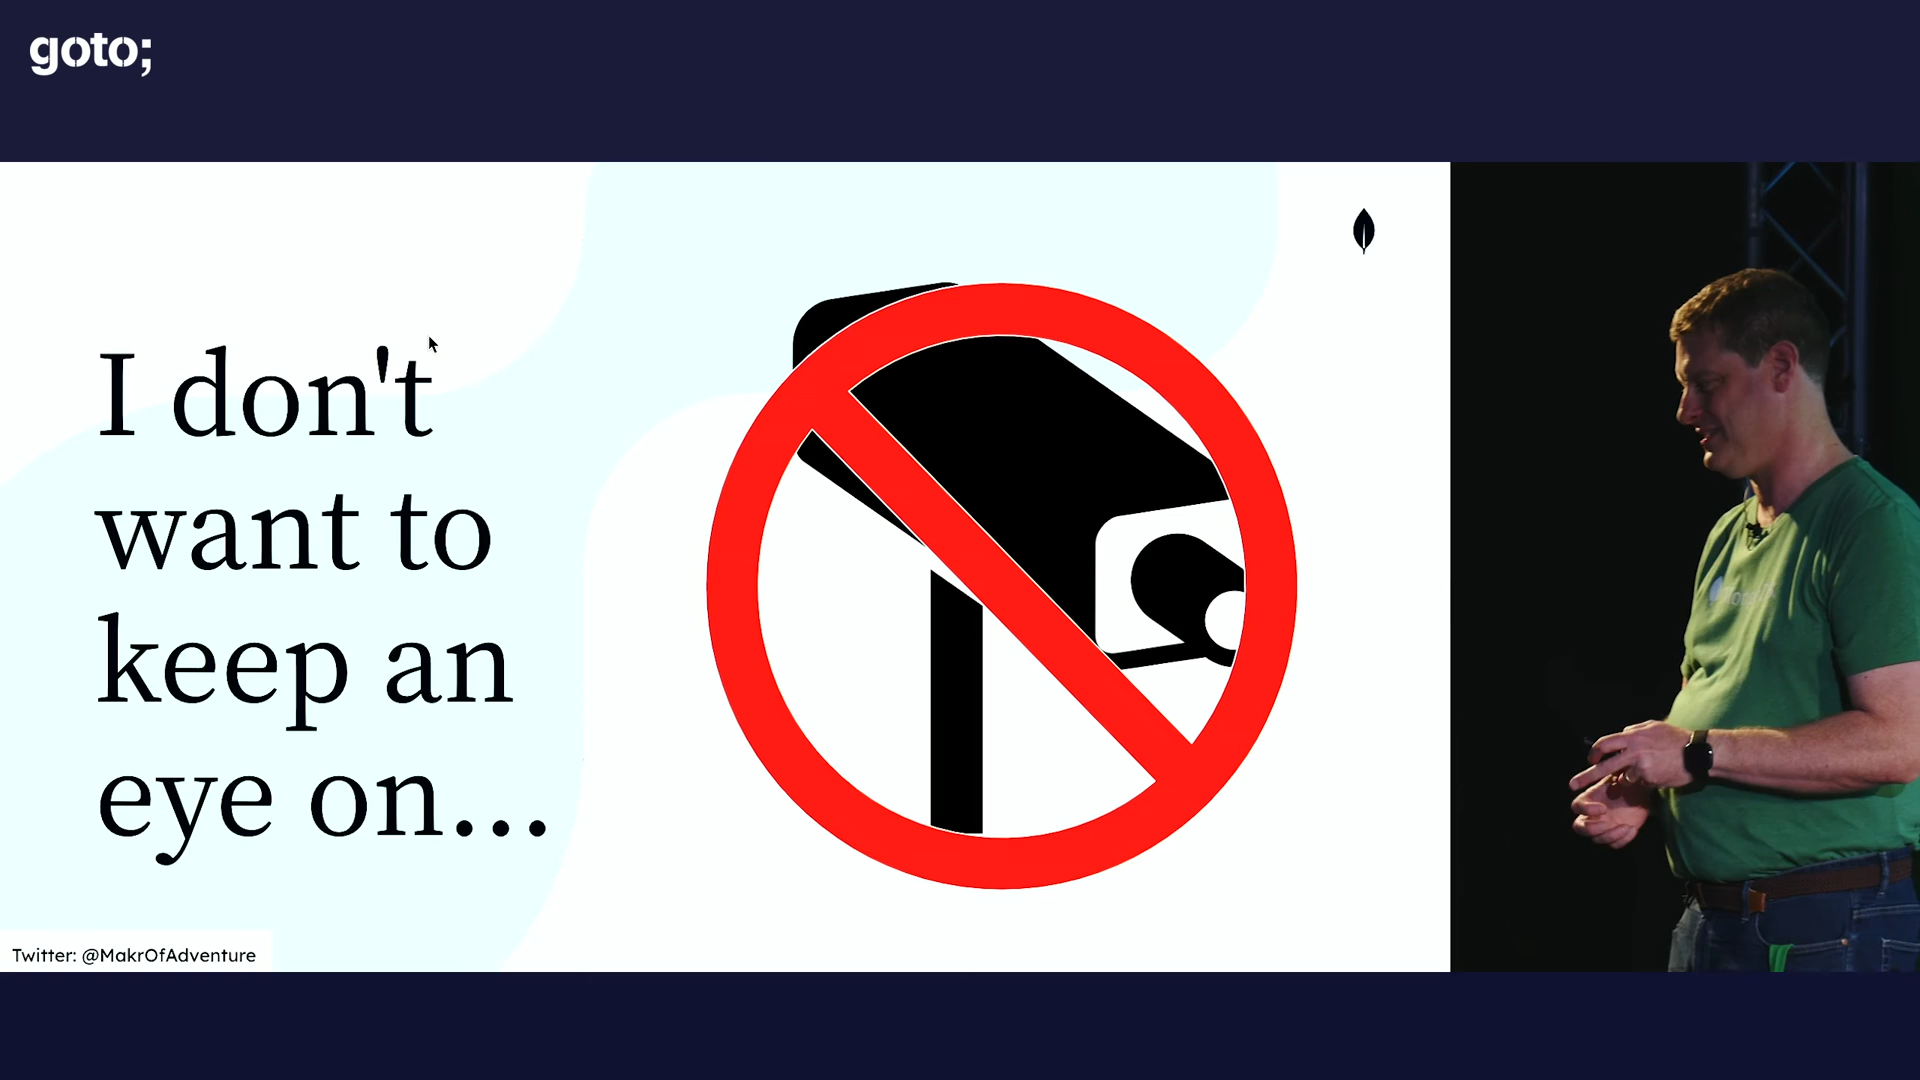 goto;
I don't
want to
keep an
eye on...
Twitter: @MakrOfAdventure